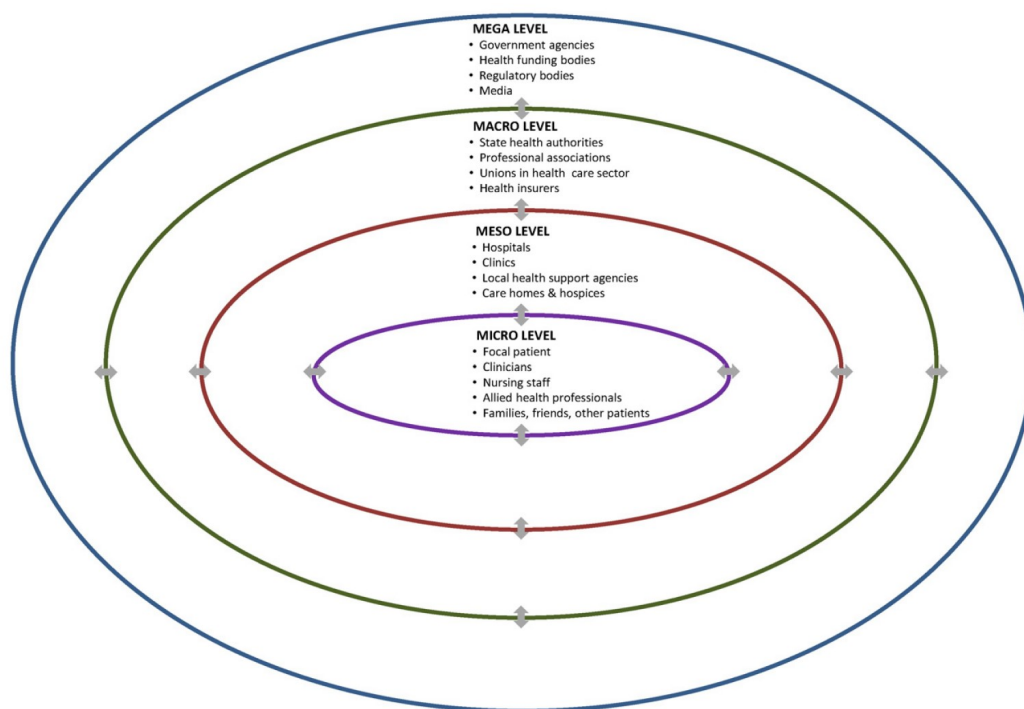 MEGA LEVEL
• Government agencies
• Health funding bodies
• Regulatory bodies
• Media
MACRO LEVEL
• State health authorities
• Professional associations
• Unions in health care sector
• Health insurers
MESO LEVEL
• Hospitals
• Clinics
• Local health support agencies
• Care homes & hospices
MICRO LEVEL
• Focal patient
• Clinicians
• Nursing staff
• Allied health professionals
• Families, friends, other patients